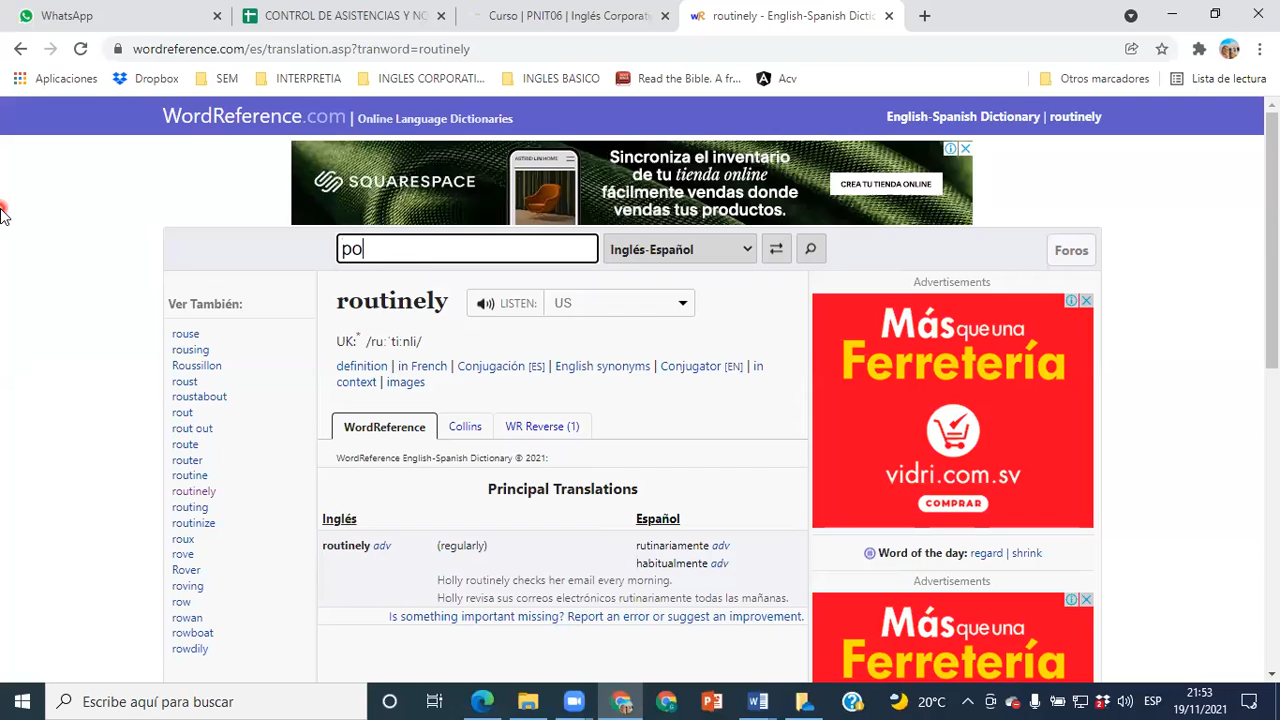 WhatsApp
CONTROL DE ASISTENCIAS Y NO
Curso | PNIT06 | Inglés Corporat
wR routinely - English-Spanish Dictio
wordreference.com/es/translation.asp?tranword=routinely
Aplicaciones
Dropbox
SEM
INTERPRETIA
INGLES CORPORATI...
INGLES BASICO
Read the Bible. A fr...
Acv
Otros marcadores
Lista de lectura
WordReference.com | Online Language Dictionaries
English-Spanish Dictionary | routinely
ASTRID LIN HOME
SQUARESPACE
Sincroniza el inventario
de tu tienda online
fácilmente vendas donde
vendas tus productos.
CREA TU TIENDA ONLINE
po
Inglés-Español
Foros
Ver También:
rouse
rousing
Roussillon
roust
roustabout
rout
rout out
route
router
routine
routinely
routing
routinize
roux
rove
Rover
roving
row
rowan
rowboat
rowdily
routinely
LISTEN:
US
UK:* /ruːˈtiːnli/
definition | in French | Conjugación [ES] | English synonyms | Conjugator [EN] | in
context | images
WordReference
Collins
WR Reverse (1)
WordReference English-Spanish Dictionary © 2021:
Principal Translations
Inglés
Español
routinely adv
(regularly)
rutinariamente adv
habitualmente adv
Holly routinely checks her email every morning.
Holly revisa sus correos electrónicos rutinariamente todas las mañanas.
Is something important missing? Report an error or suggest an improvement.
Advertisements
Más que una
Ferretería
vidri.com.sv
COMPRAR
Word of the day: regard | shrink
Advertisements
Más que una
Ferretería
Escribe aquí para buscar
20°C
ESP
21:53
19/11/2021